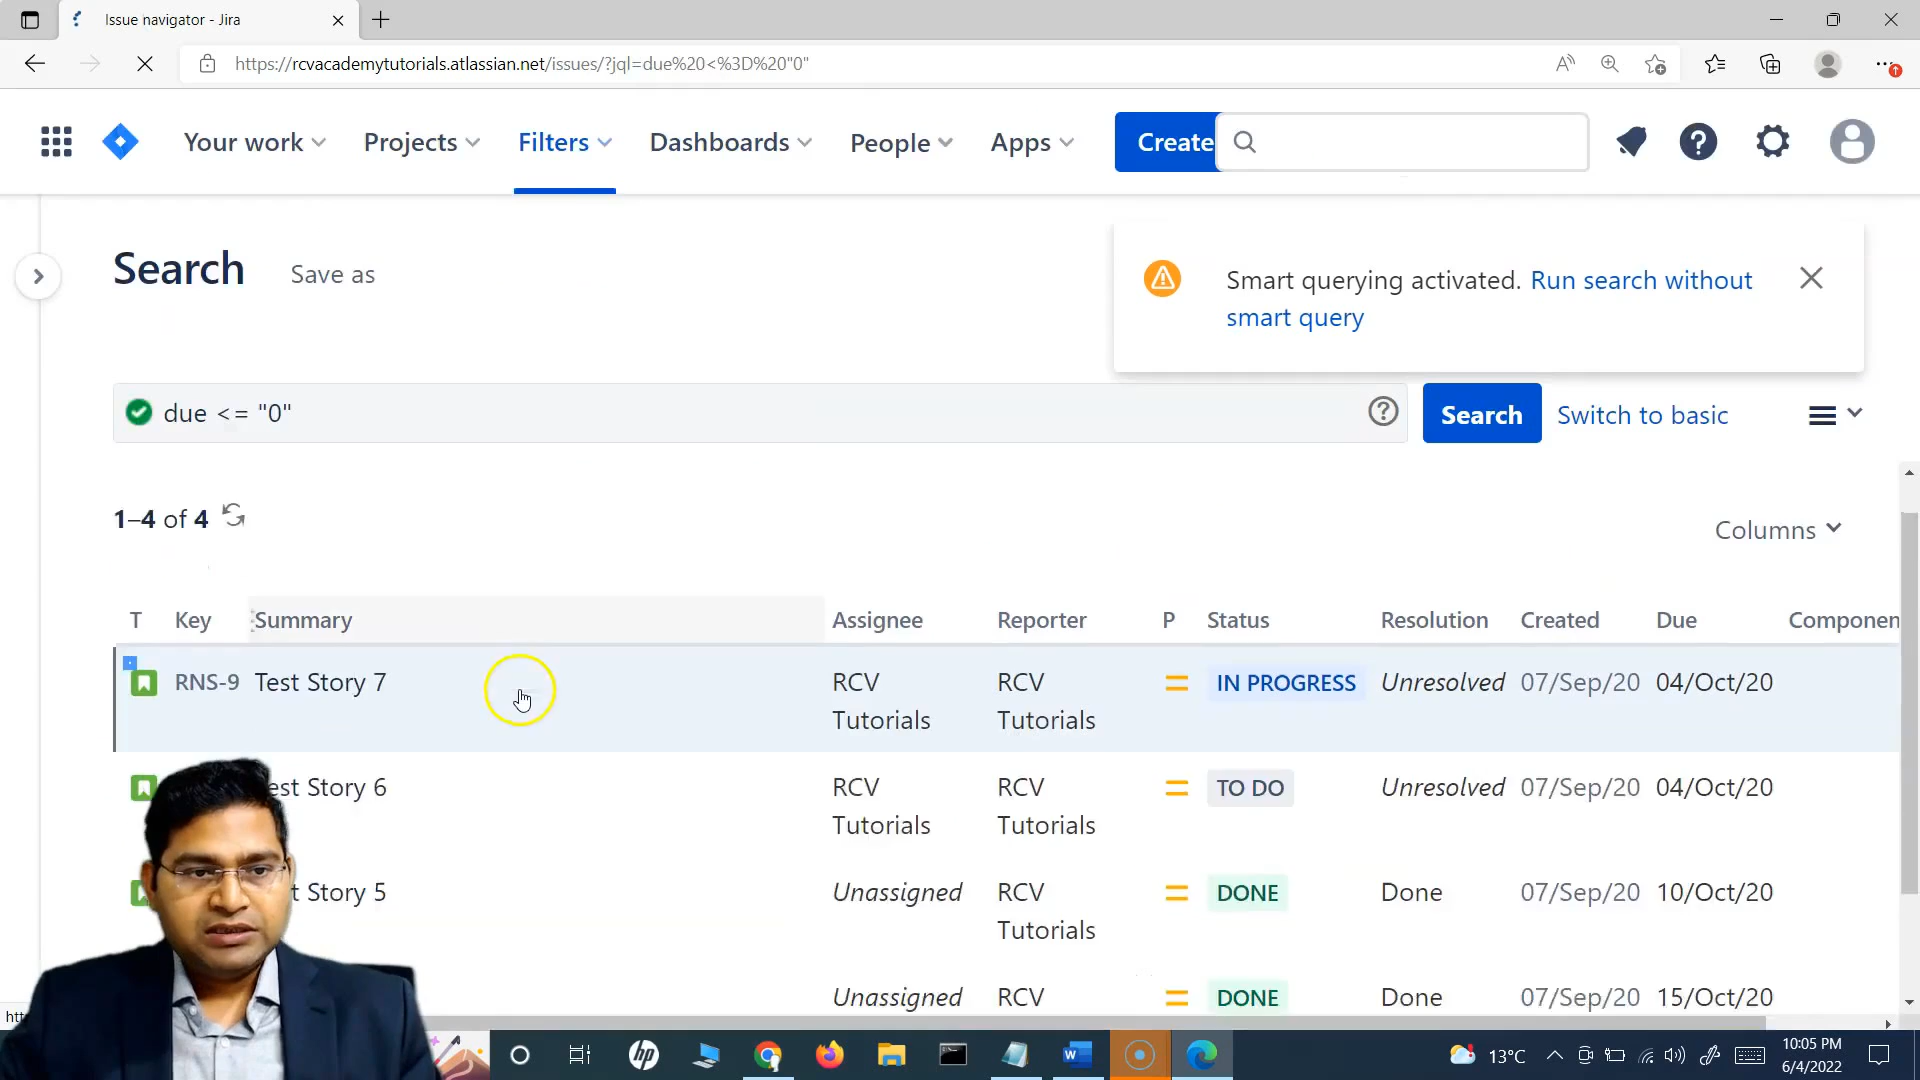 Issue navigator - Jira
https://rcvacademytutorials.atlassian.net/issues/?jql=due%20<%3D%20"0"
Your work Projects Filters Dashboards People Apps Create
Search Save as
Smart querying activated. Run search without
smart query
due <= "0" Search Switch to basic
1–4 of 4
Columns
T Key Summary Assignee Reporter P Status Resolution Created Due Componen
RNS-9 Test Story 7 RCV Tutorials RCV Tutorials IN PROGRESS Unresolved 07/Sep/20 04/Oct/20
est Story 6 RCV Tutorials RCV Tutorials TO DO Unresolved 07/Sep/20 04/Oct/20
t Story 5 Unassigned RCV Tutorials DONE Done 07/Sep/20 10/Oct/20
Unassigned RCV DONE Done 07/Sep/20 15/Oct/20
htt
hp
13°C
10:05 PM
6/4/2022